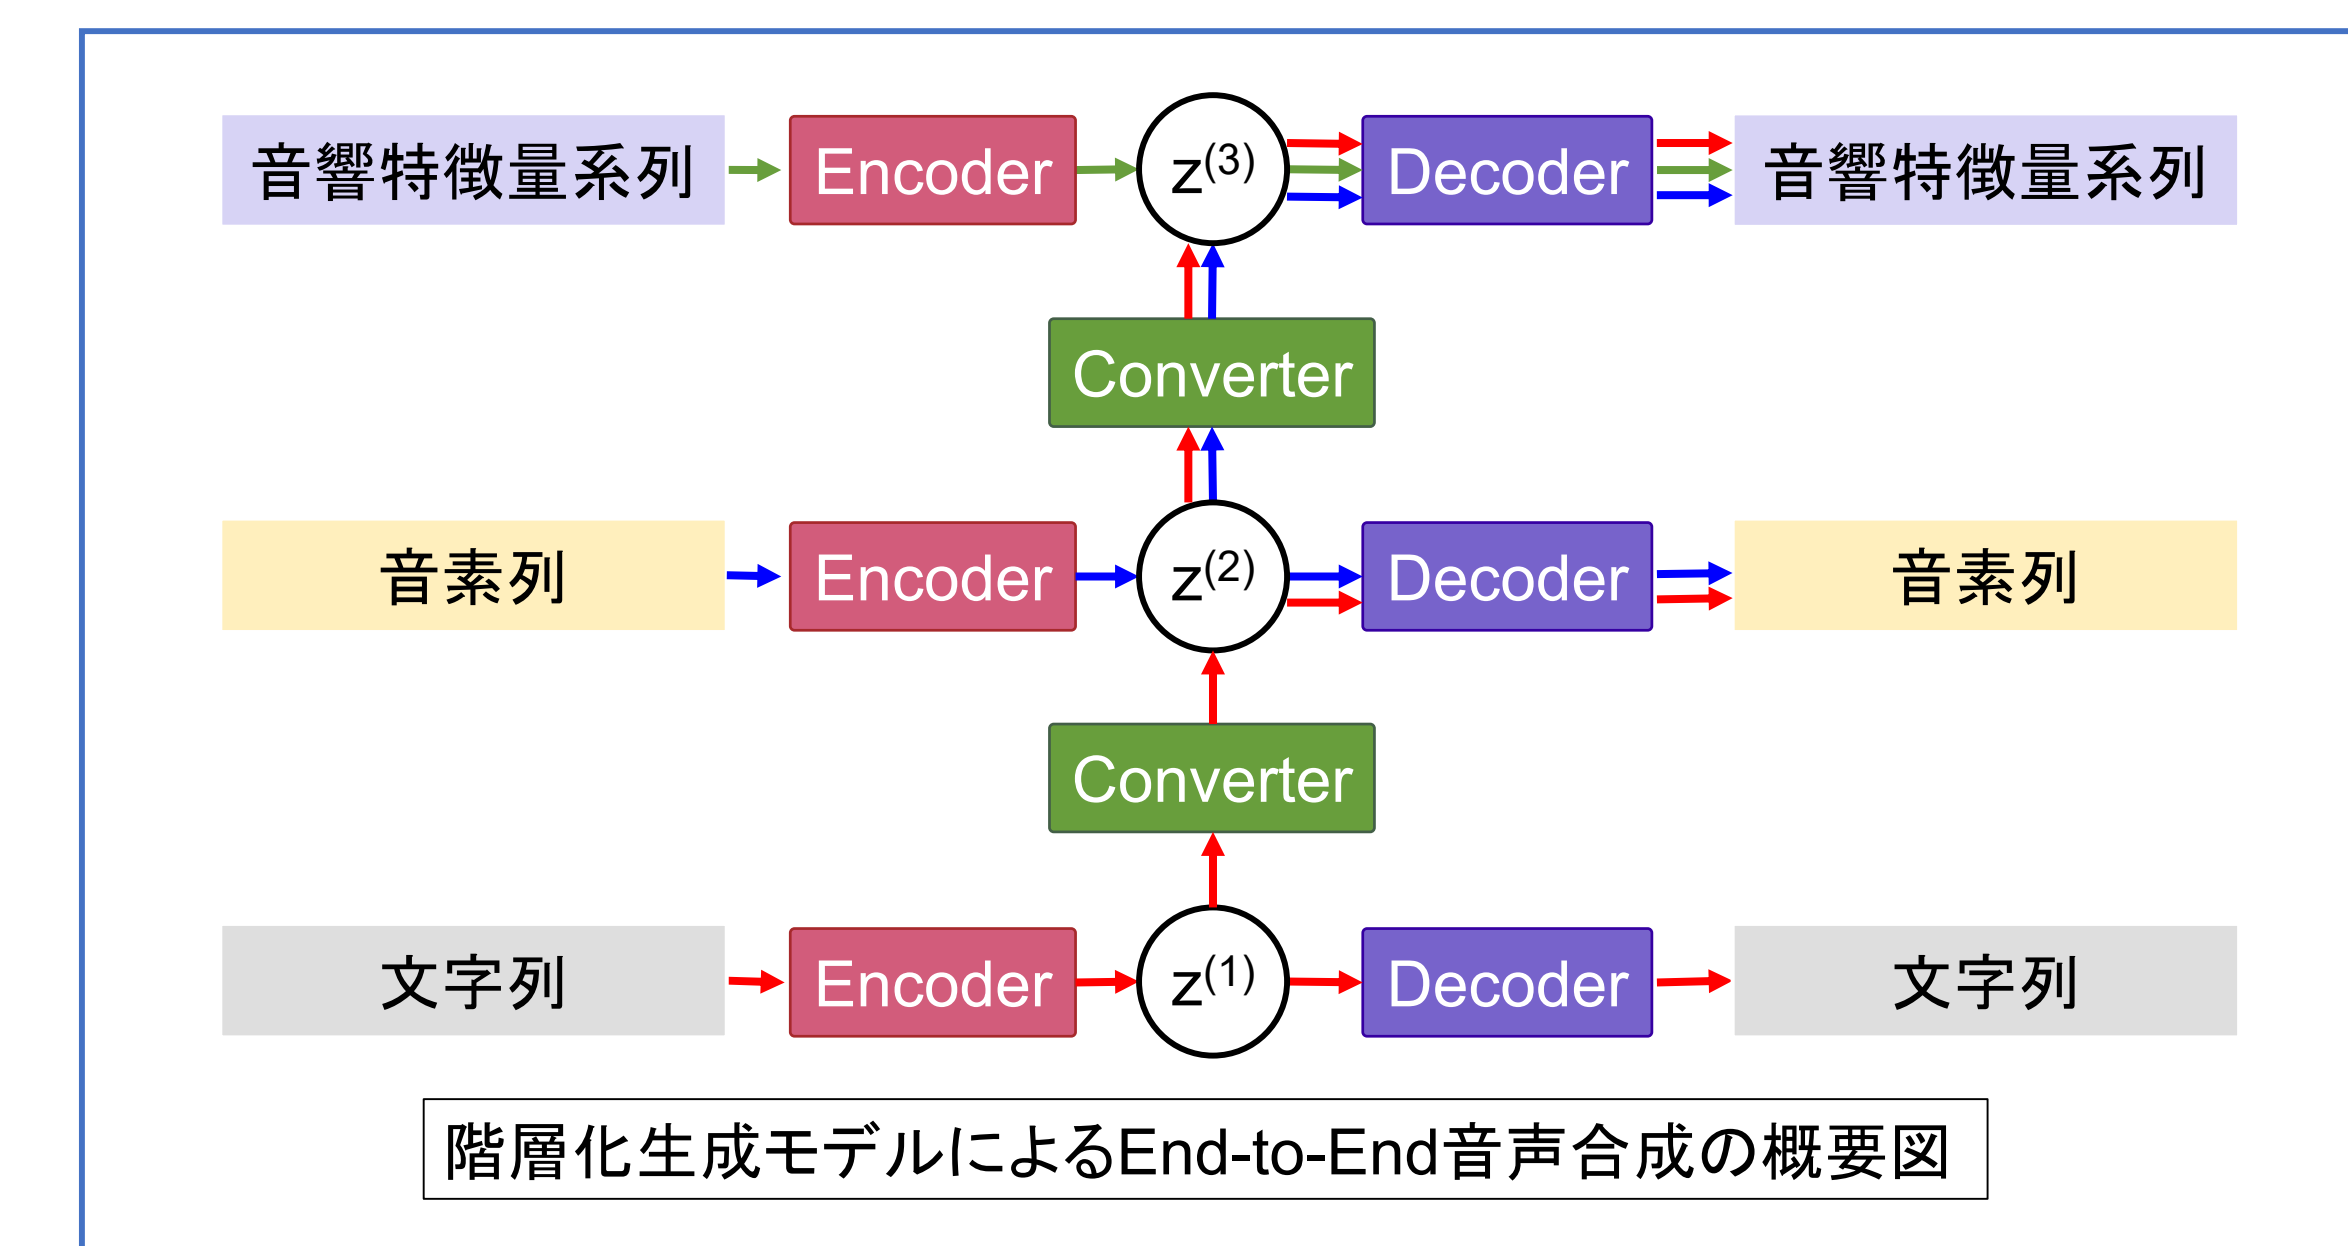 音響特徴量系列
Encoder
z(3)
Decoder
音響特徴量系列
Converter
音素列
Encoder
z(2)
Decoder
音素列
Converter
文字列
Encoder
z(1)
Decoder
文字列
階層化生成モデルによるEnd-to-End音声合成の概要図